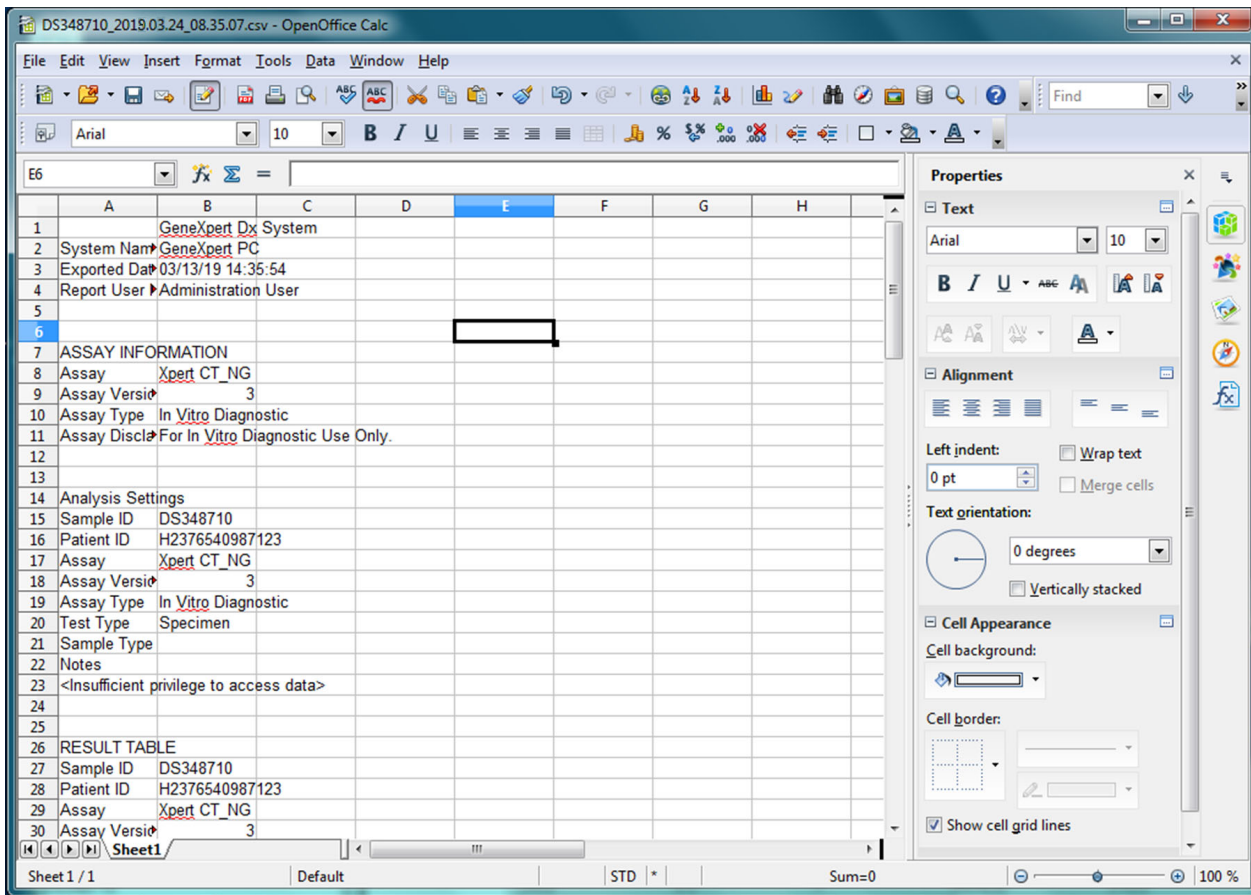 DS348710_2019.03.24_08.35.07.csv - OpenOffice Calc
File Edit View Insert Format Tools Data Window Help
Find
Arial 10 B I U
E6
A B C D E F G H
1 GeneXpert Dx System
2 System Nam GeneXpert PC
3 Exported Dat 03/13/19 14:35:54
4 Report User Administration User
5
6
7 ASSAY INFORMATION
8 Assay Xpert CT_NG
9 Assay Versio 3
10 Assay Type In Vitro Diagnostic
11 Assay Discla For In Vitro Diagnostic Use Only.
12
13
14 Analysis Settings
15 Sample ID DS348710
16 Patient ID H2376540987123
17 Assay Xpert CT_NG
18 Assay Versio 3
19 Assay Type In Vitro Diagnostic
20 Test Type Specimen
21 Sample Type
22 Notes
23 <Insufficient privilege to access data>
24
25
26 RESULT TABLE
27 Sample ID DS348710
28 Patient ID H2376540987123
29 Assay Xpert CT_NG
30 Assay Versio 3
Sheet1
Sheet 1 / 1 Default STD * Sum=0 100 %
Properties
Text
Arial 10
B I U ABC
Alignment
Left indent:
0 pt
Wrap text
Merge cells
Text orientation:
0 degrees
Vertically stacked
Cell Appearance
Cell background:
Cell border:
Show cell grid lines